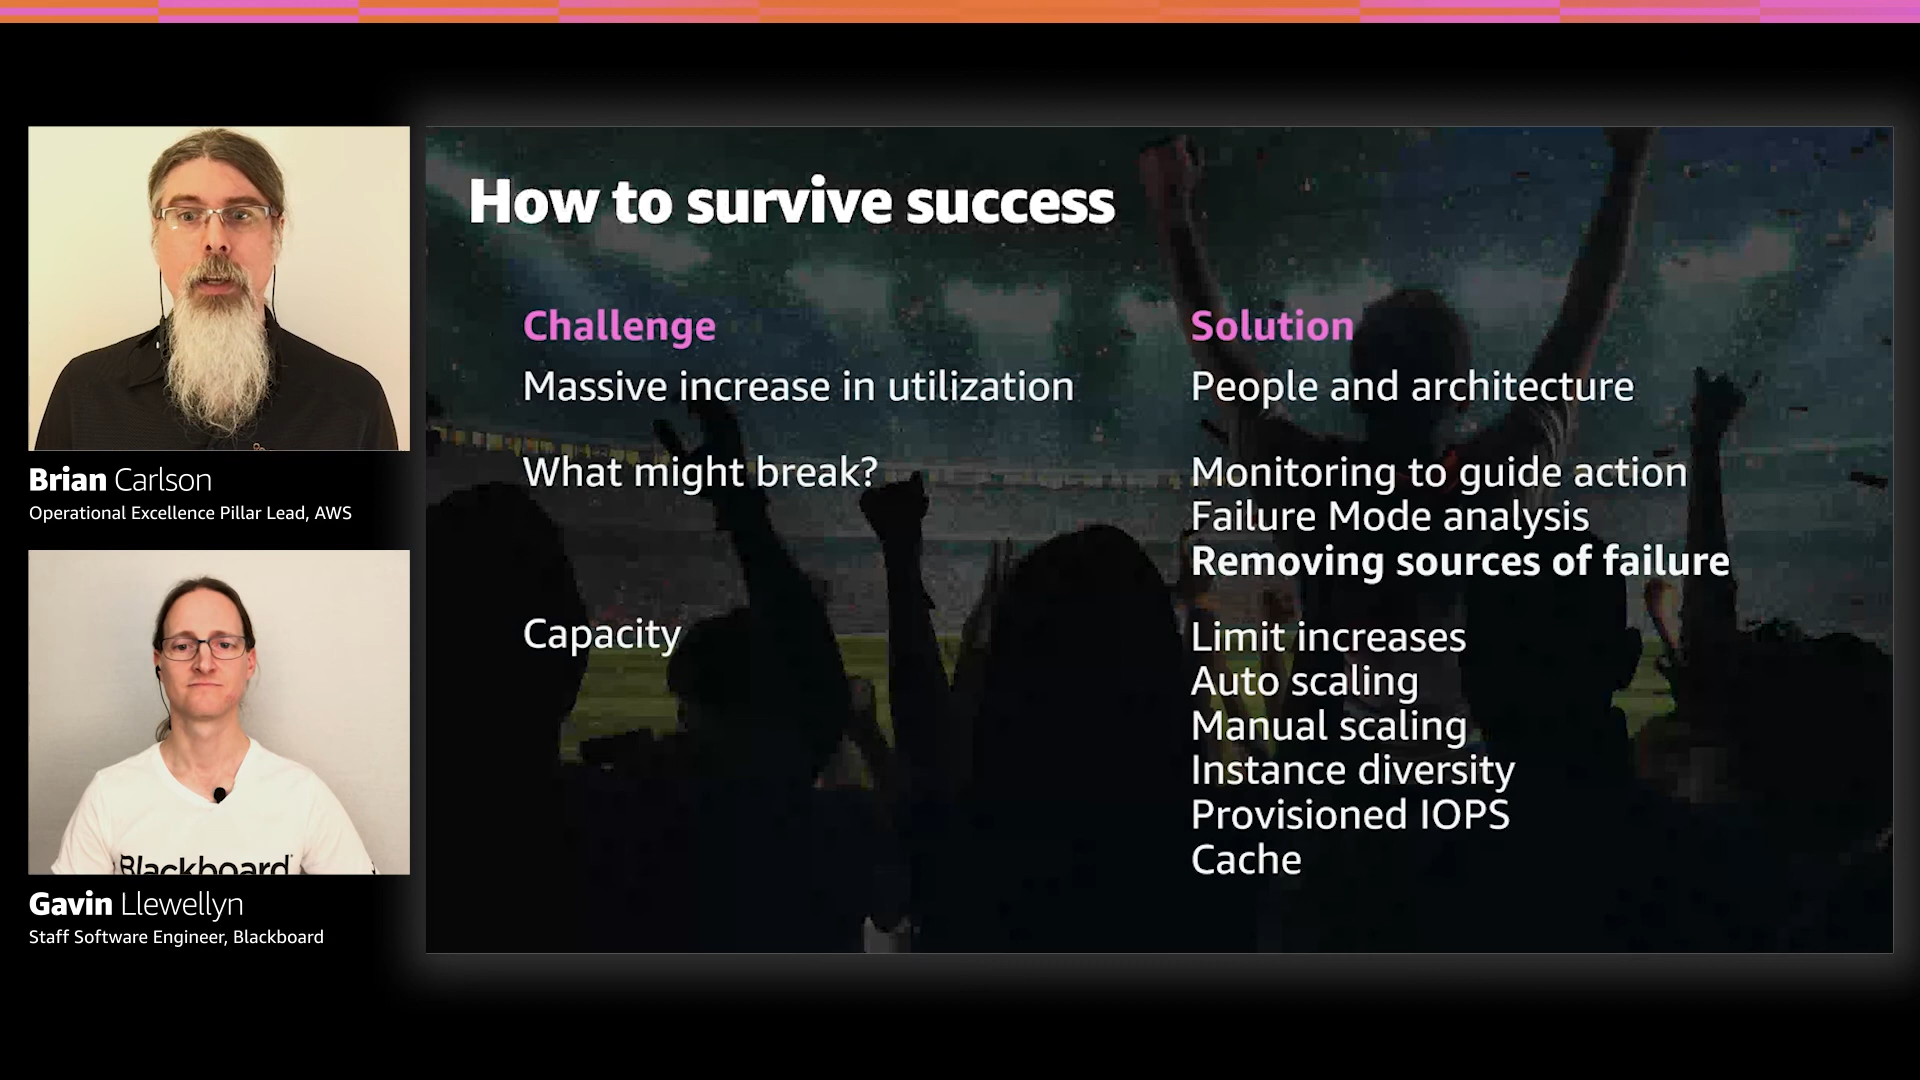 How to survive success
Challenge
Solution
Massive increase in utilization
People and architecture
What might break?
Monitoring to guide action
Failure Mode analysis
Removing sources of failure
Capacity
Limit increases
Auto scaling
Manual scaling
Instance diversity
Provisioned IOPS
Cache
Brian Carlson
Operational Excellence Pillar Lead, AWS
Blackboard
Gavin Llewellyn
Staff Software Engineer, Blackboard